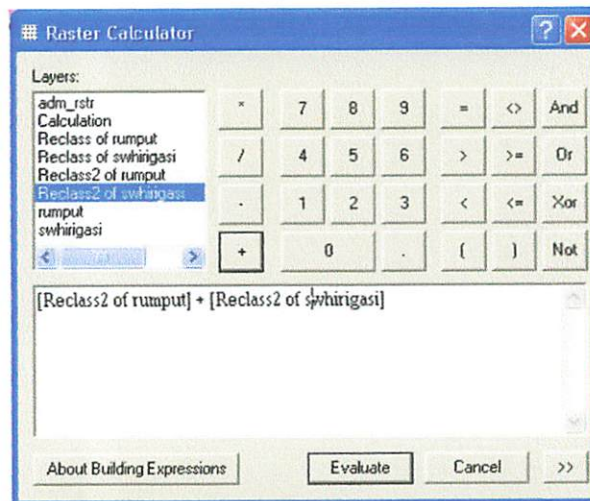 Raster Calculator
Layers:
adm_rstr
Calculation
Reclass of rumput
Reclass of swhirigasi
Reclass2 of rumput
Reclass2 of swhirigasi
rumput
swhirigasi
* 7 8 9 = <> And
/ 4 5 6 > >= Or
- 1 2 3 < <= Xor
+ 0 . ( ) Not
[Reclass2 of rumput] + [Reclass2 of swhirigasi]
About Building Expressions Evaluate Cancel >>